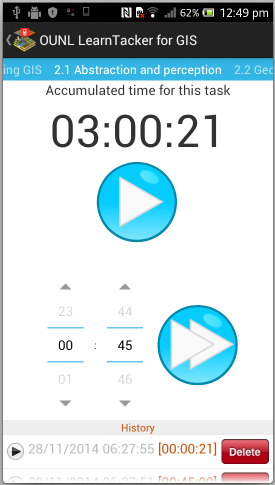 62% 12:49 pm
OUNL LearnTacker for GIS
ing GIS 2.1 Abstraction and perception 2.2 Geo
Accumulated time for this task
03:00:21
23 44
00 : 45
01 46
History
28/11/2014 06:27:55 [00:00:21] Delete